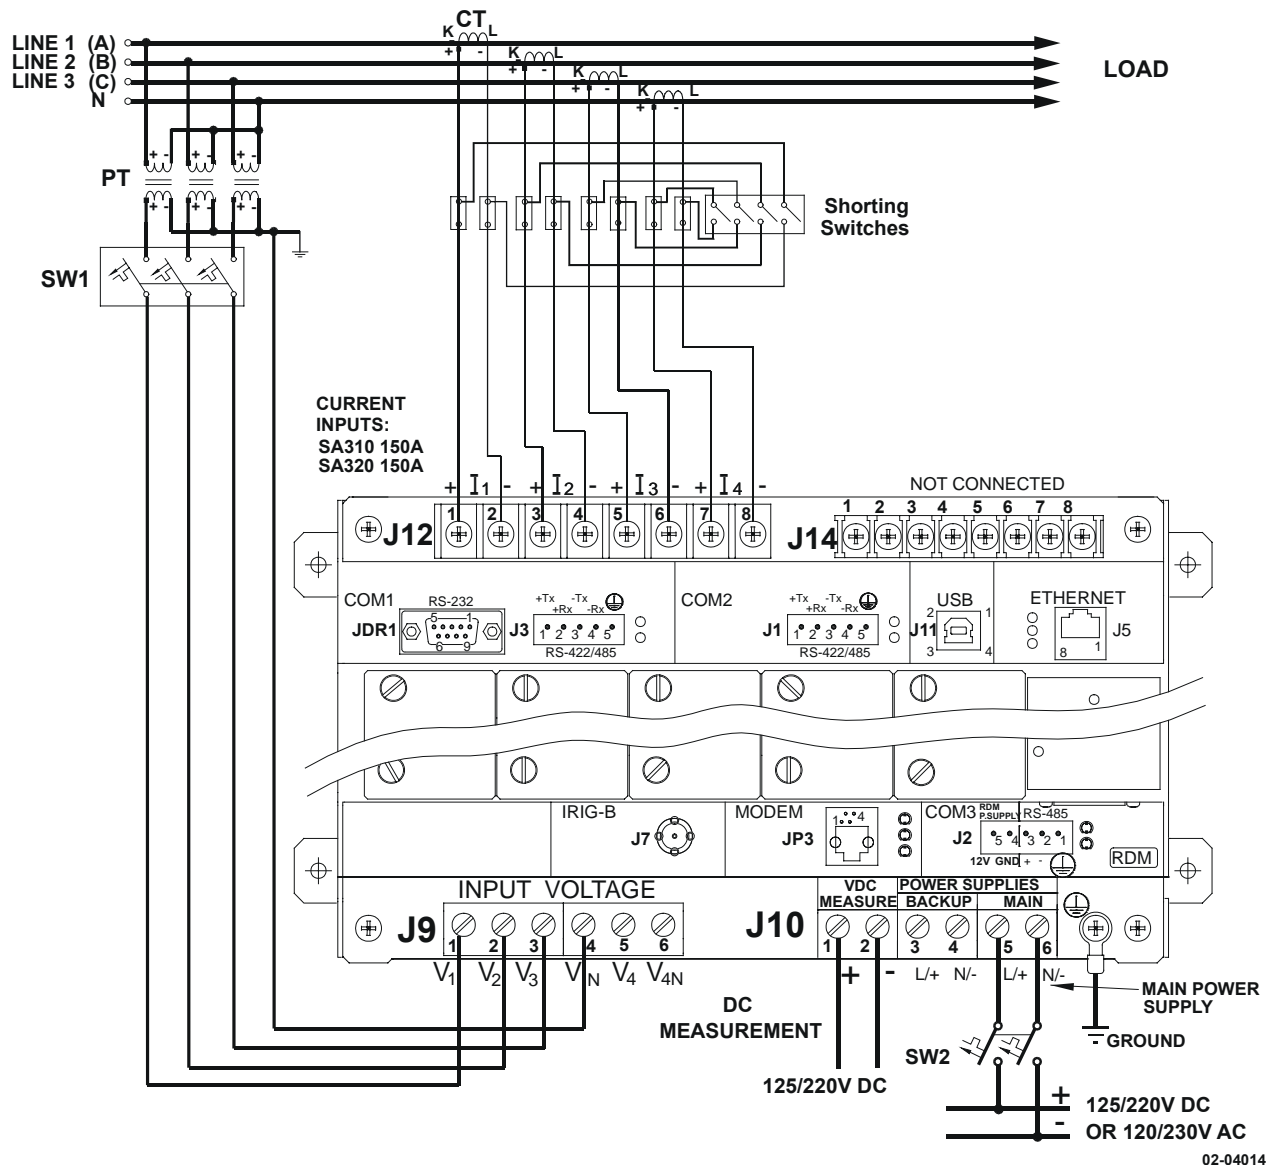 CT
K L
+ -
LINE 1 (A)
LINE 2 (B)
LINE 3 (C)
N
K L
+ -
K L
+ -
K L
+ -
LOAD
+ - + - + -
PT
+ - + - + -
Shorting
Switches
SW1
CURRENT
INPUTS:
SA310 150A
SA320 150A
+ I1 - + I2 - + I3 - + I4 -
NOT CONNECTED
J12
1 2 3 4 5 6 7 8
J14
1 2 3 4 5 6 7 8
COM1
RS-232
JDR1
5 1
6 9
J3
+Tx -Tx
+Rx -Rx
1 2 3 4 5
RS-422/485
COM2
J1
+Tx -Tx
+Rx -Rx
1 2 3 4 5
RS-422/485
USB
J11
2 1
3 4
ETHERNET
J5
8 1
IRIG-B
J7
MODEM
JP3
1 4
COM3
RDM
P.SUPPLY
RS-485
J2
5 4 3 2 1
12V GND + -
RDM
INPUT VOLTAGE
J9
1 2 3 4 5 6
V1 V2 V3 VN V4 V4N
VDC
MEASURE
POWER SUPPLIES
BACKUP MAIN
J10
1 2 3 4 5 6
+ - L/+ N/- L/+ N/-
DC
MEASUREMENT
125/220V DC
MAIN POWER
SUPPLY
GROUND
SW2
+
125/220V DC
-
OR 120/230V AC
02-04014